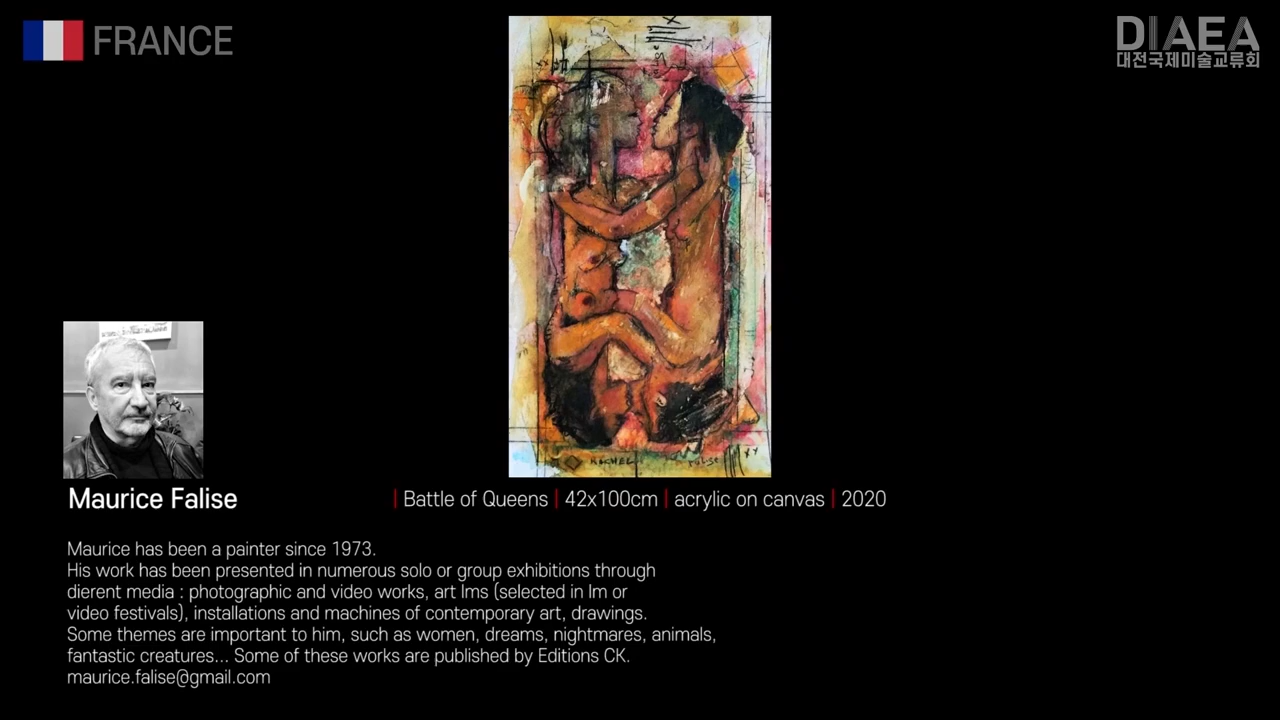 FRANCE
DIAEA
대전국제미술교류회
Maurice Falise
| Battle of Queens | 42x100cm | acrylic on canvas | 2020
Maurice has been a painter since 1973.
His work has been presented in numerous solo or group exhibitions through
dierent media : photographic and video works, art lms (selected in lm or
video festivals), installations and machines of contemporary art, drawings.
Some themes are important to him, such as women, dreams, nightmares, animals,
fantastic creatures... Some of these works are published by Editions CK.
maurice.falise@gmail.com